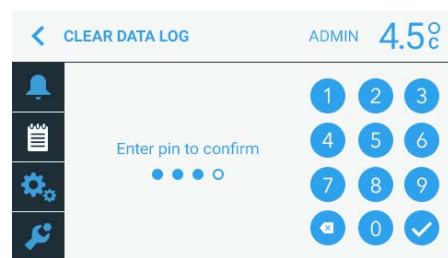 CLEAR DATA LOG ADMIN 4.5°C
1 2 3
Enter pin to confirm 4 5 6
7 8 9
0